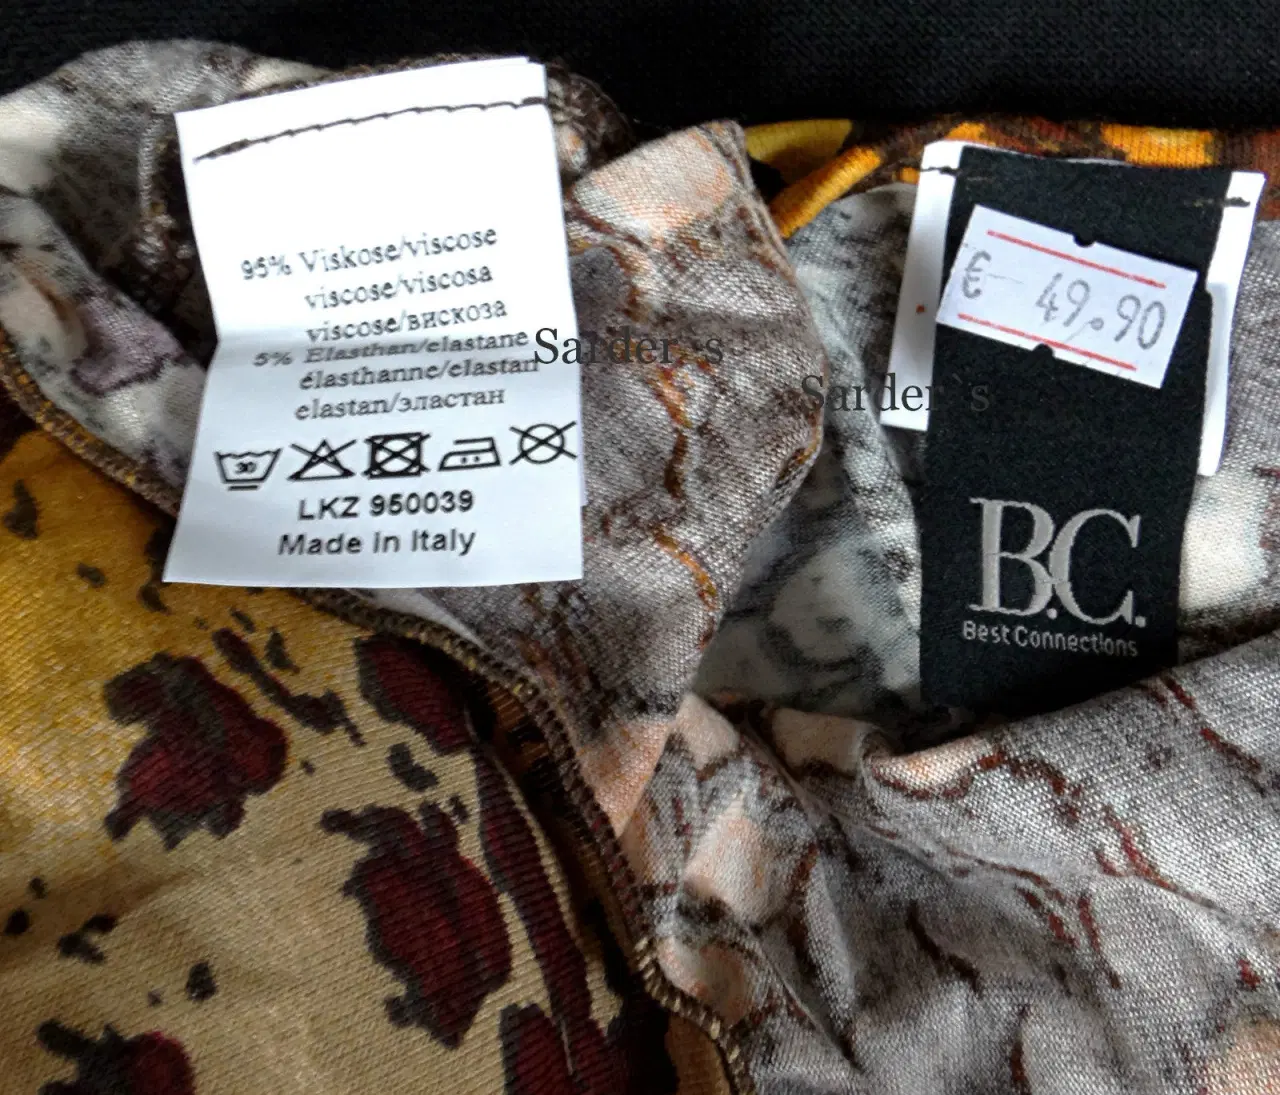 95% Viskose/viscose
viscose/viscosa
viscose/вискоза
5% Elasthan/elastane
élasthanne/elastan
elastan/эластан
30
LKZ 950039
Made in Italy
Sarder`s
Sarder`s
€ 49.90
B.C.
Best Connections